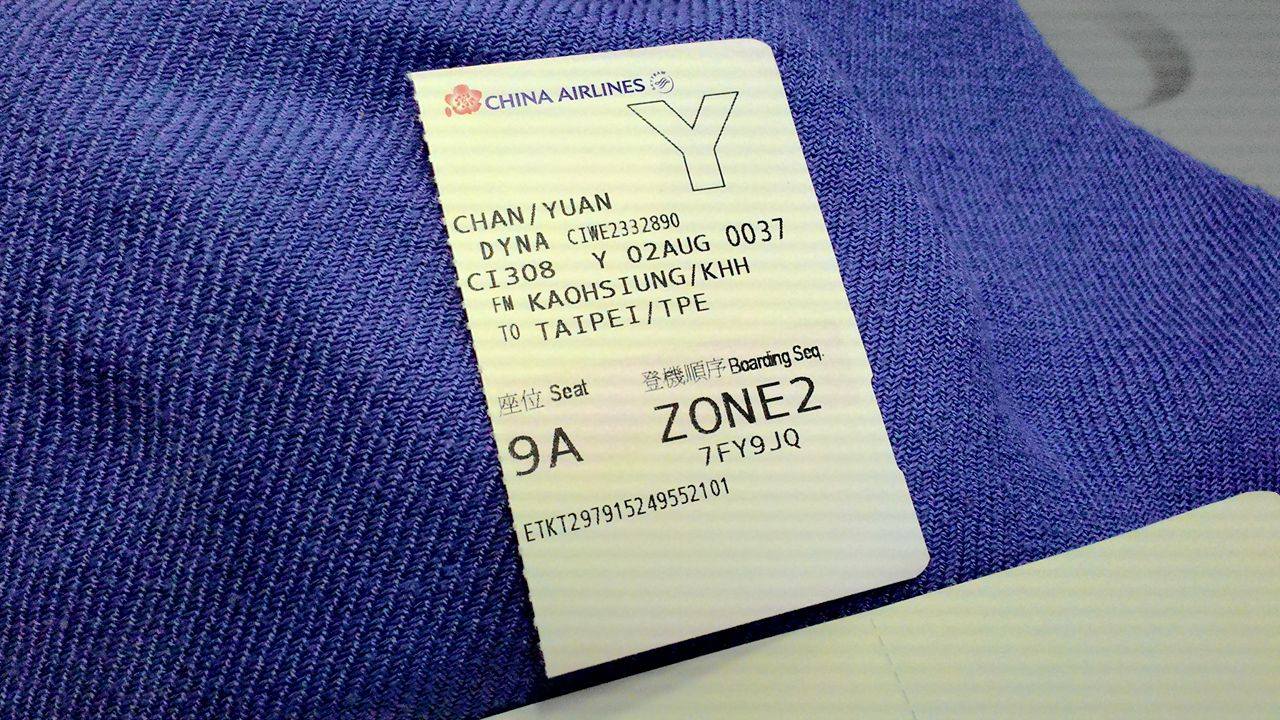 CHINA AIRLINES
Y
CHAN/YUAN
DYNA CIWE2332890
CI308 Y 02AUG 0037
FM KAOHSIUNG/KHH
TO TAIPEI/TPE
座位 Seat 登機順序 Boarding Seq.
9A ZONE2
7FY9JQ
ETKT297915249552101